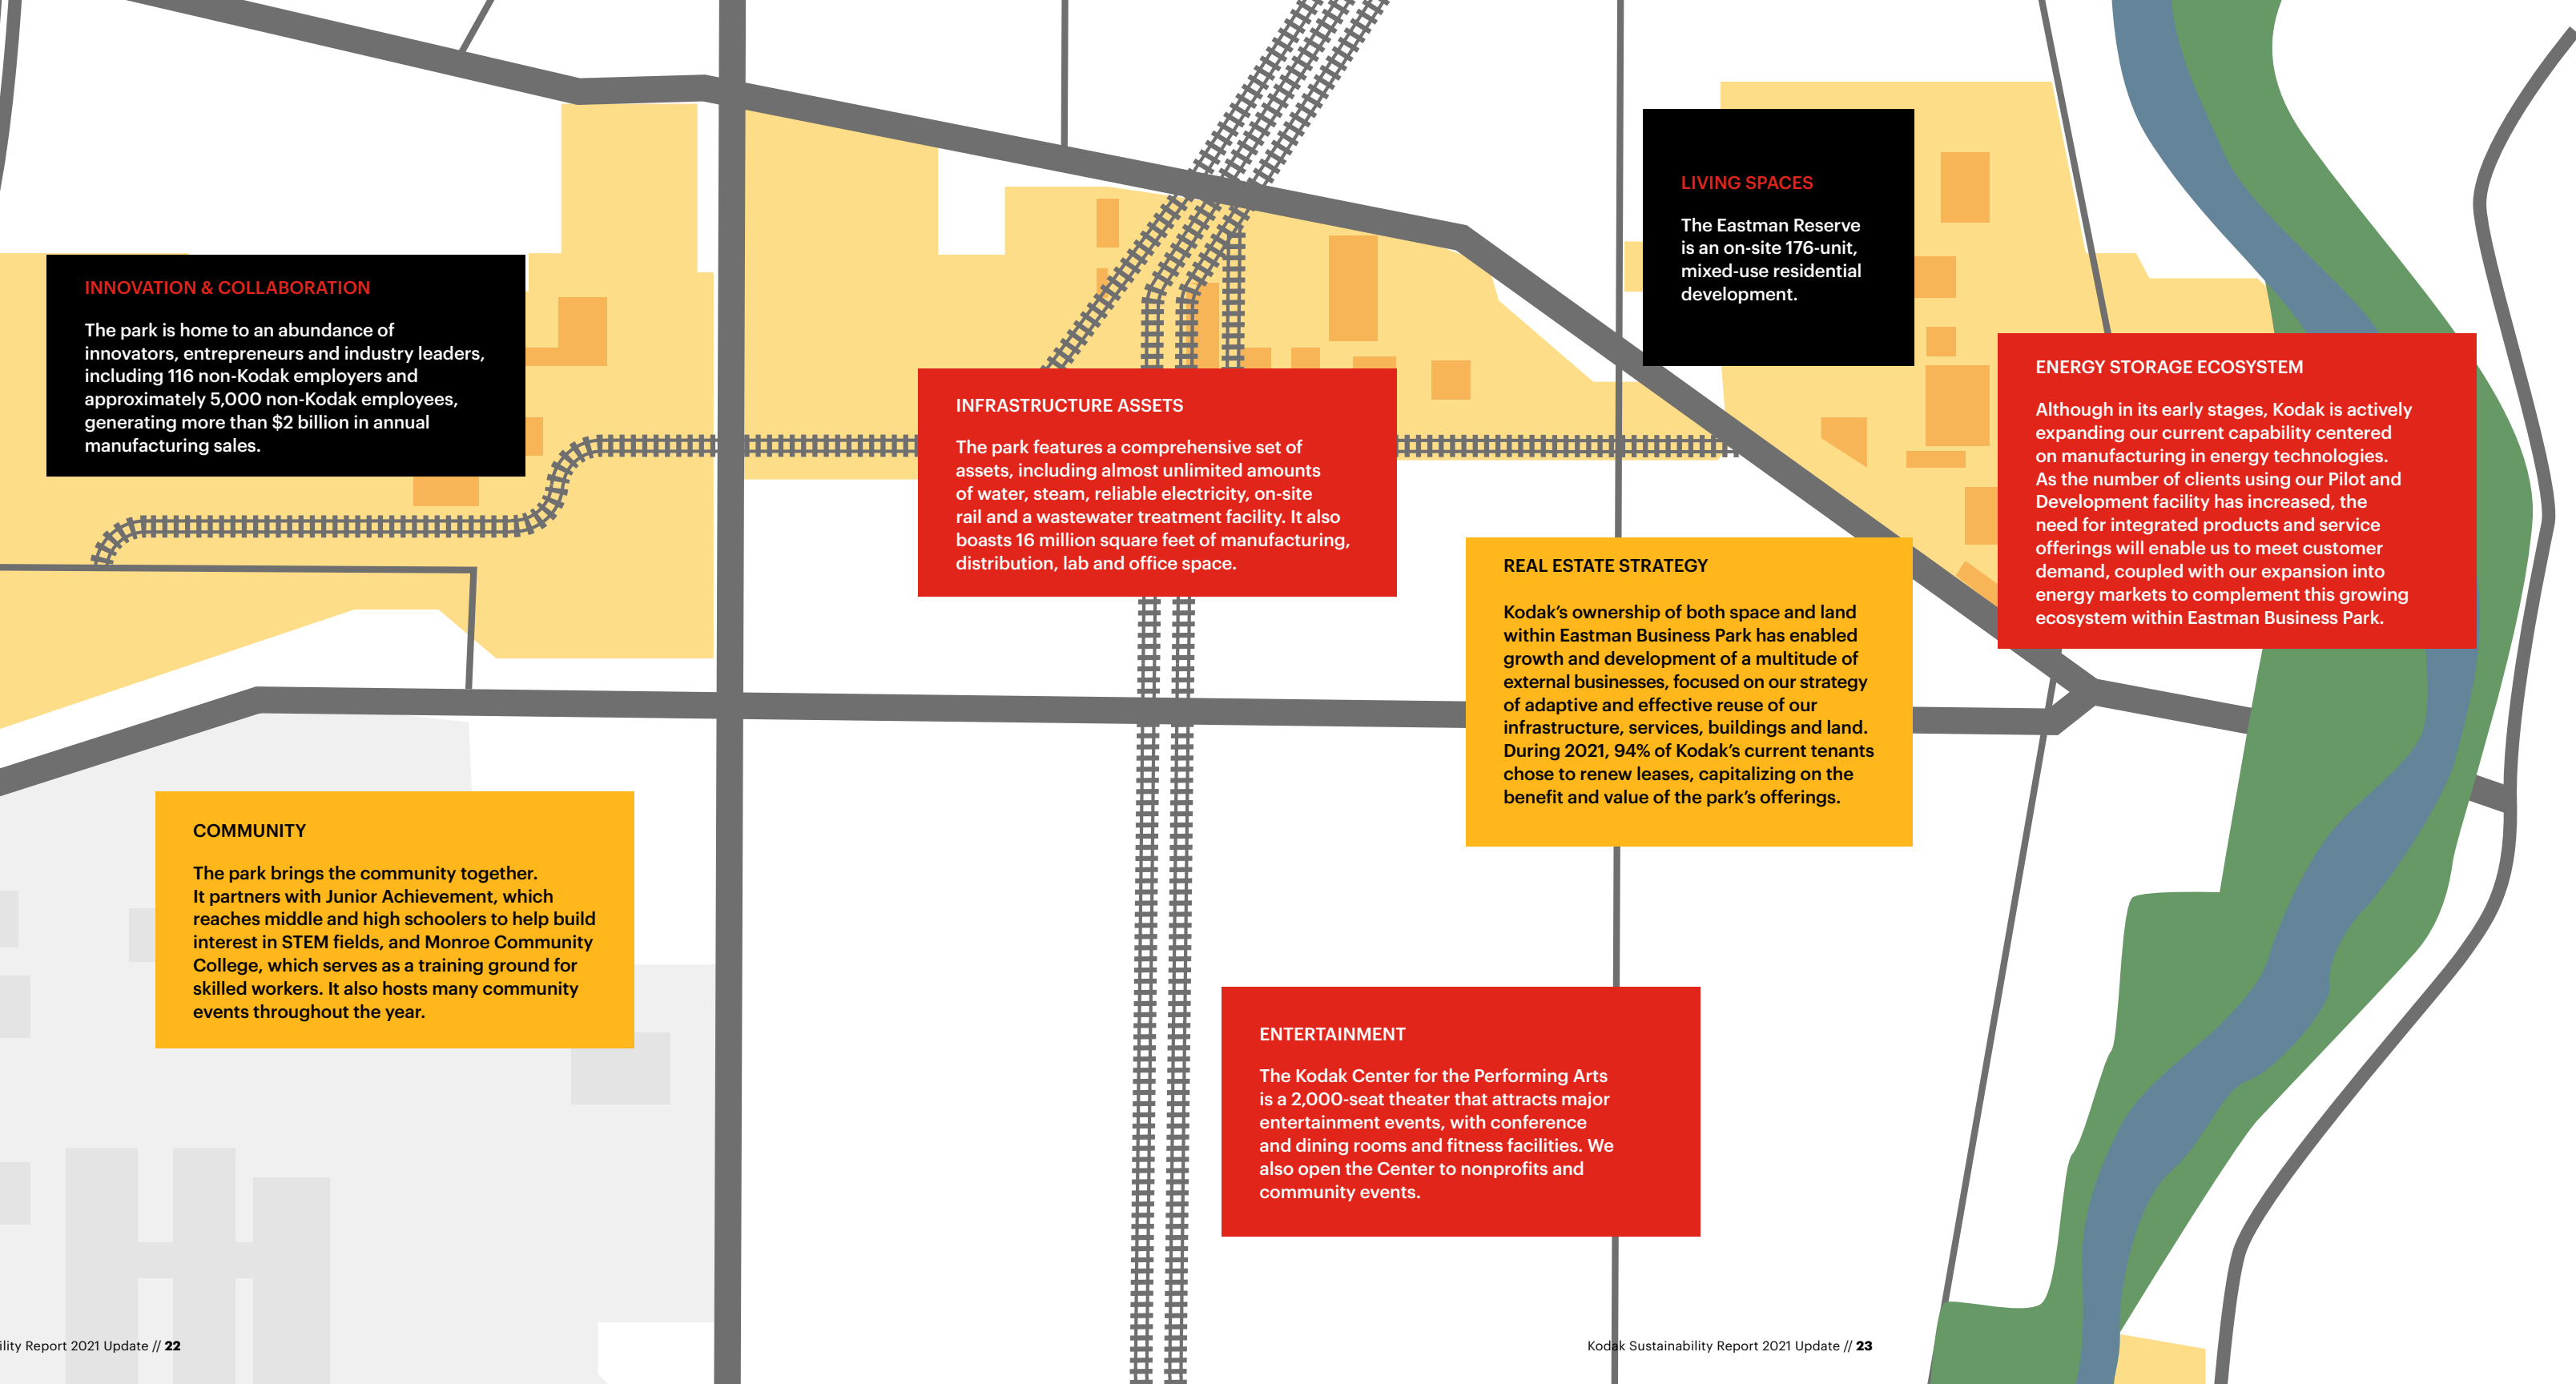 INNOVATION & COLLABORATION
The park is home to an abundance of
innovators, entrepreneurs and industry leaders,
including 116 non-Kodak employers and
approximately 5,000 non-Kodak employees,
generating more than $2 billion in annual
manufacturing sales.
COMMUNITY
The park brings the community together.
It partners with Junior Achievement, which
reaches middle and high schoolers to help build
interest in STEM fields, and Monroe Community
College, which serves as a training ground for
skilled workers. It also hosts many community
events throughout the year.
INFRASTRUCTURE ASSETS
The park features a comprehensive set of
assets, including almost unlimited amounts
of water, steam, reliable electricity, on-site
rail and a wastewater treatment facility. It also
boasts 16 million square feet of manufacturing,
distribution, lab and office space.
LIVING SPACES
The Eastman Reserve
is an on-site 176-unit,
mixed-use residential
development.
REAL ESTATE STRATEGY
Kodak’s ownership of both space and land
within Eastman Business Park has enabled
growth and development of a multitude of
external businesses, focused on our strategy
of adaptive and effective reuse of our
infrastructure, services, buildings and land.
During 2021, 94% of Kodak’s current tenants
chose to renew leases, capitalizing on the
benefit and value of the park’s offerings.
ENERGY STORAGE ECOSYSTEM
Although in its early stages, Kodak is actively
expanding our current capability centered
on manufacturing in energy technologies.
As the number of clients using our Pilot and
Development facility has increased, the
need for integrated products and service
offerings will enable us to meet customer
demand, coupled with our expansion into
energy markets to complement this growing
ecosystem within Eastman Business Park.
ENTERTAINMENT
The Kodak Center for the Performing Arts
is a 2,000-seat theater that attracts major
entertainment events, with conference
and dining rooms and fitness facilities. We
also open the Center to nonprofits and
community events.
ility Report 2021 Update // 22
Kodak Sustainability Report 2021 Update // 23